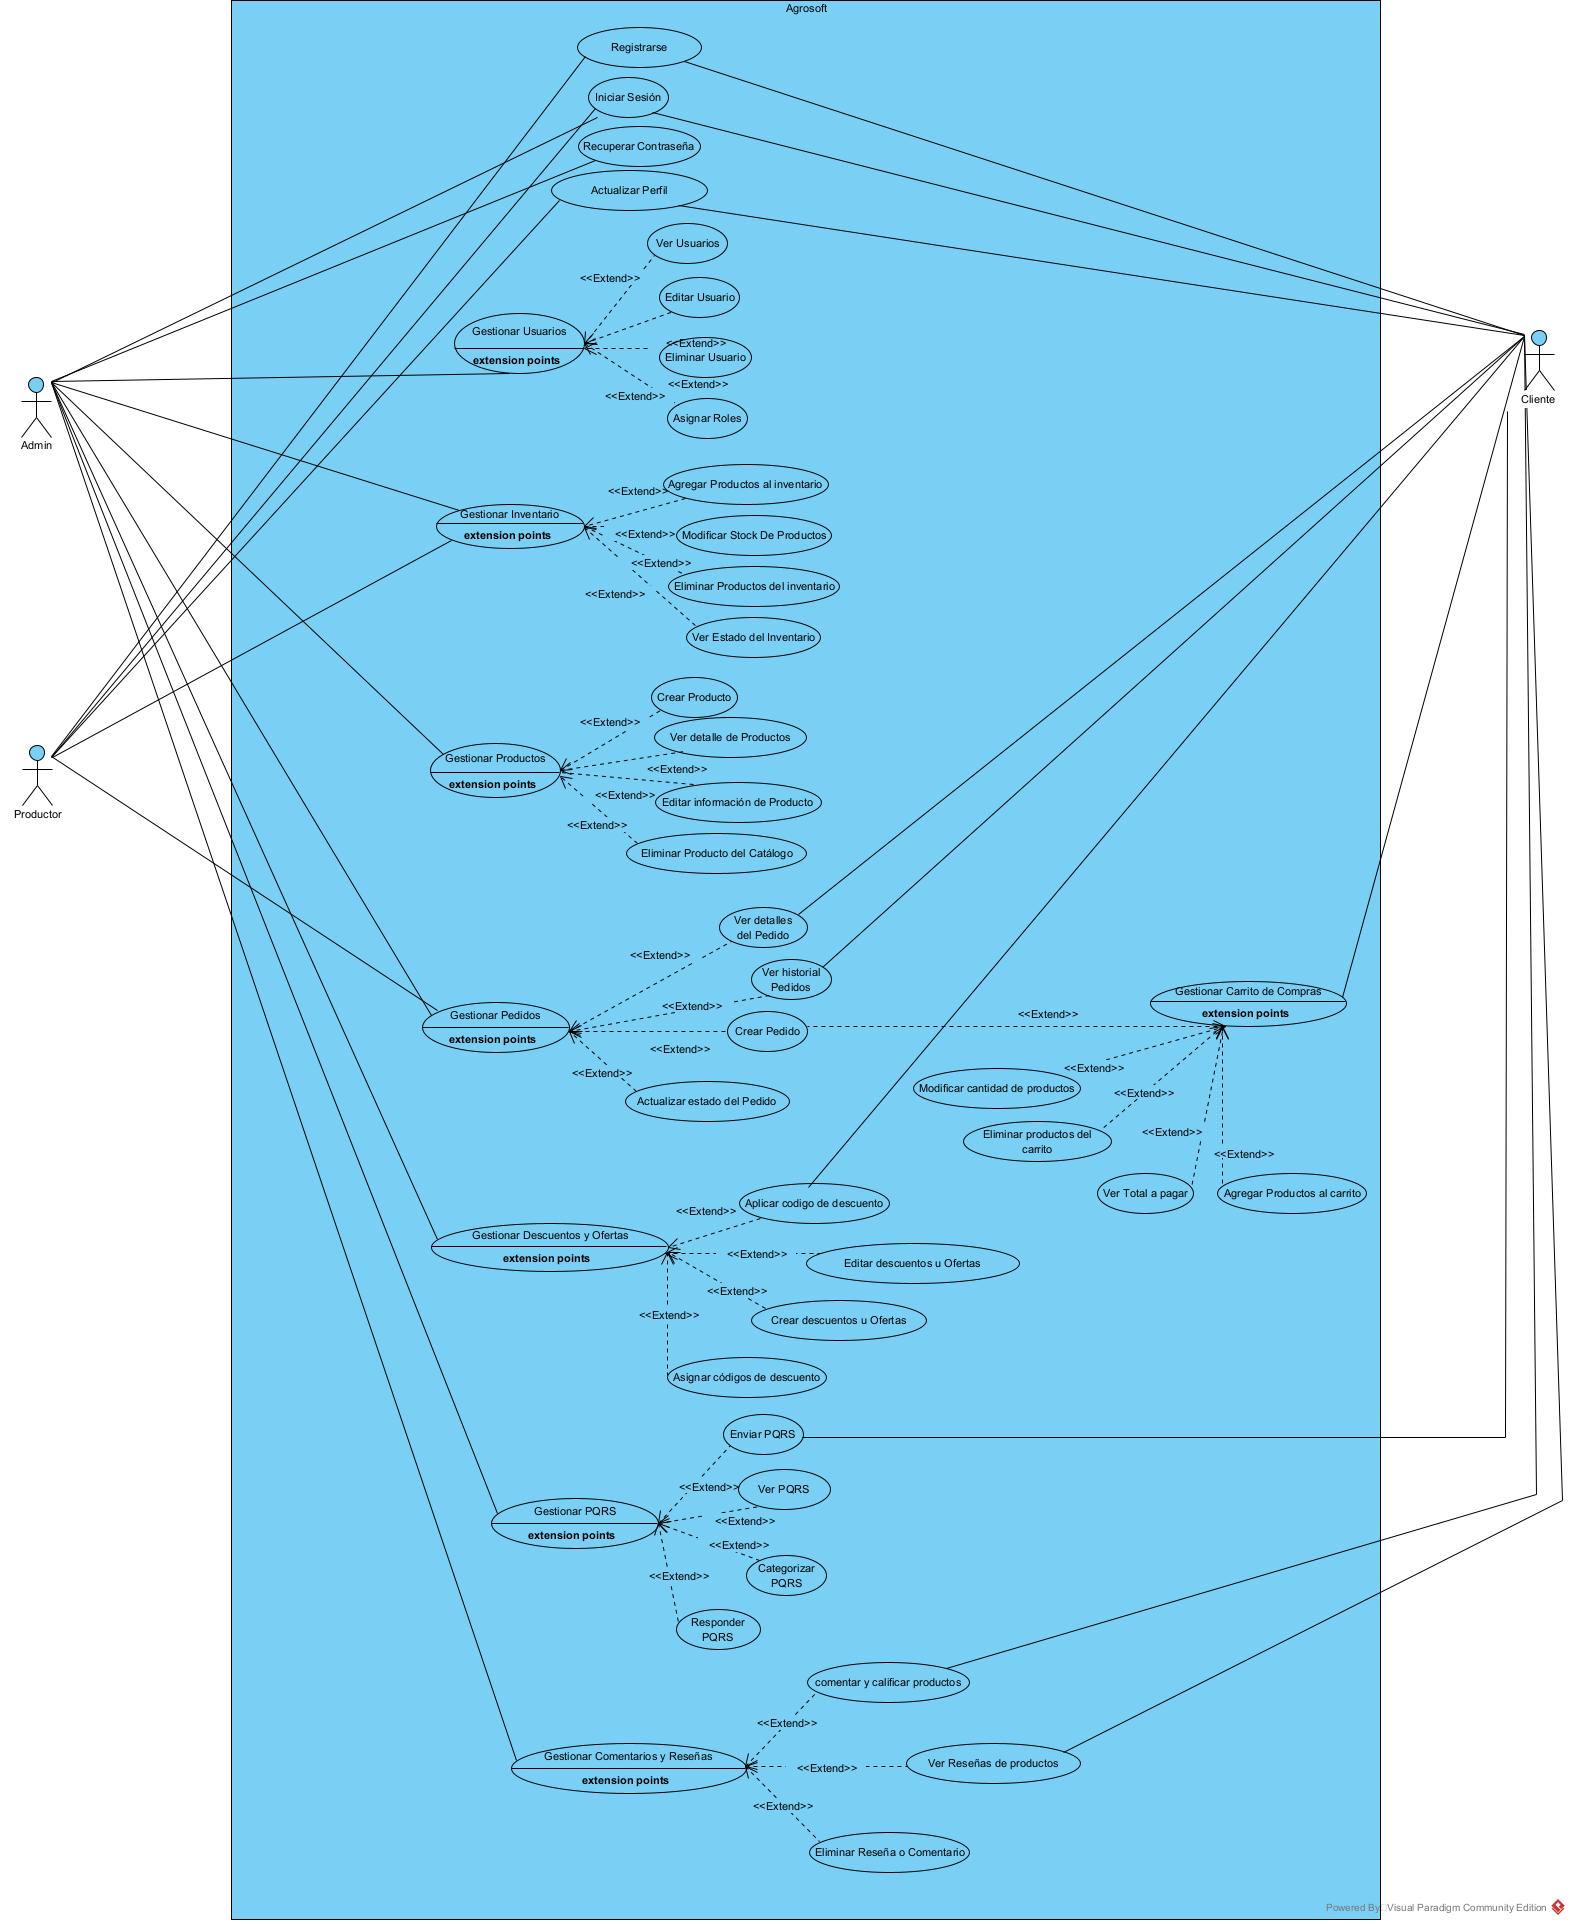 Agrosoft
Registrarse
Iniciar Sesión
Recuperar Contraseña
Actualizar Perfil
Ver Usuarios
<<Extend>>
Editar Usuario
Gestionar Usuarios
extension points
<<Extend>>
Eliminar Usuario
<<Extend>>
<<Extend>>
Asignar Roles
Admin
Cliente
Agregar Productos al inventario
<<Extend>>
Gestionar Inventario
extension points
<<Extend>>
Modificar Stock De Productos
<<Extend>>
Eliminar Productos del inventario
<<Extend>>
Ver Estado del Inventario
Crear Producto
<<Extend>>
Ver detalle de Productos
Gestionar Productos
extension points
<<Extend>>
<<Extend>>
Editar información de Producto
<<Extend>>
Eliminar Producto del Catálogo
Productor
Ver detalles
del Pedido
<<Extend>>
Ver historial
Pedidos
<<Extend>>
Gestionar Pedidos
extension points
Crear Pedido
<<Extend>>
<<Extend>>
Actualizar estado del Pedido
Gestionar Carrito de Compras
extension points
<<Extend>>
<<Extend>>
Modificar cantidad de productos
<<Extend>>
Eliminar productos del
carrito
<<Extend>>
<<Extend>>
Ver Total a pagar
Agregar Productos al carrito
Aplicar codigo de descuento
<<Extend>>
Gestionar Descuentos y Ofertas
extension points
<<Extend>>
Editar descuentos u Ofertas
<<Extend>>
<<Extend>>
Crear descuentos u Ofertas
Asignar códigos de descuento
Enviar PQRS
<<Extend>>
Ver PQRS
Gestionar PQRS
extension points
<<Extend>>
<<Extend>>
Categorizar
PQRS
<<Extend>>
Responder
PQRS
comentar y calificar productos
<<Extend>>
Gestionar Comentarios y Reseñas
extension points
<<Extend>>
Ver Reseñas de productos
<<Extend>>
Eliminar Reseña o Comentario
Powered By: Visual Paradigm Community Edition